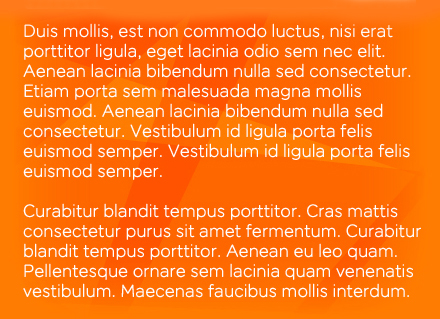 Duis mollis, est non commodo luctus, nisi erat
porttitor ligula, eget lacinia odio sem nec elit.
Aenean lacinia bibendum nulla sed consectetur.
Etiam porta sem malesuada magna mollis
euismod. Aenean lacinia bibendum nulla sed
consectetur. Vestibulum id ligula porta felis
euismod semper. Vestibulum id ligula porta felis
euismod semper.

Curabitur blandit tempus porttitor. Cras mattis
consectetur purus sit amet fermentum. Curabitur
blandit tempus porttitor. Aenean eu leo quam.
Pellentesque ornare sem lacinia quam venenatis
vestibulum. Maecenas faucibus mollis interdum.